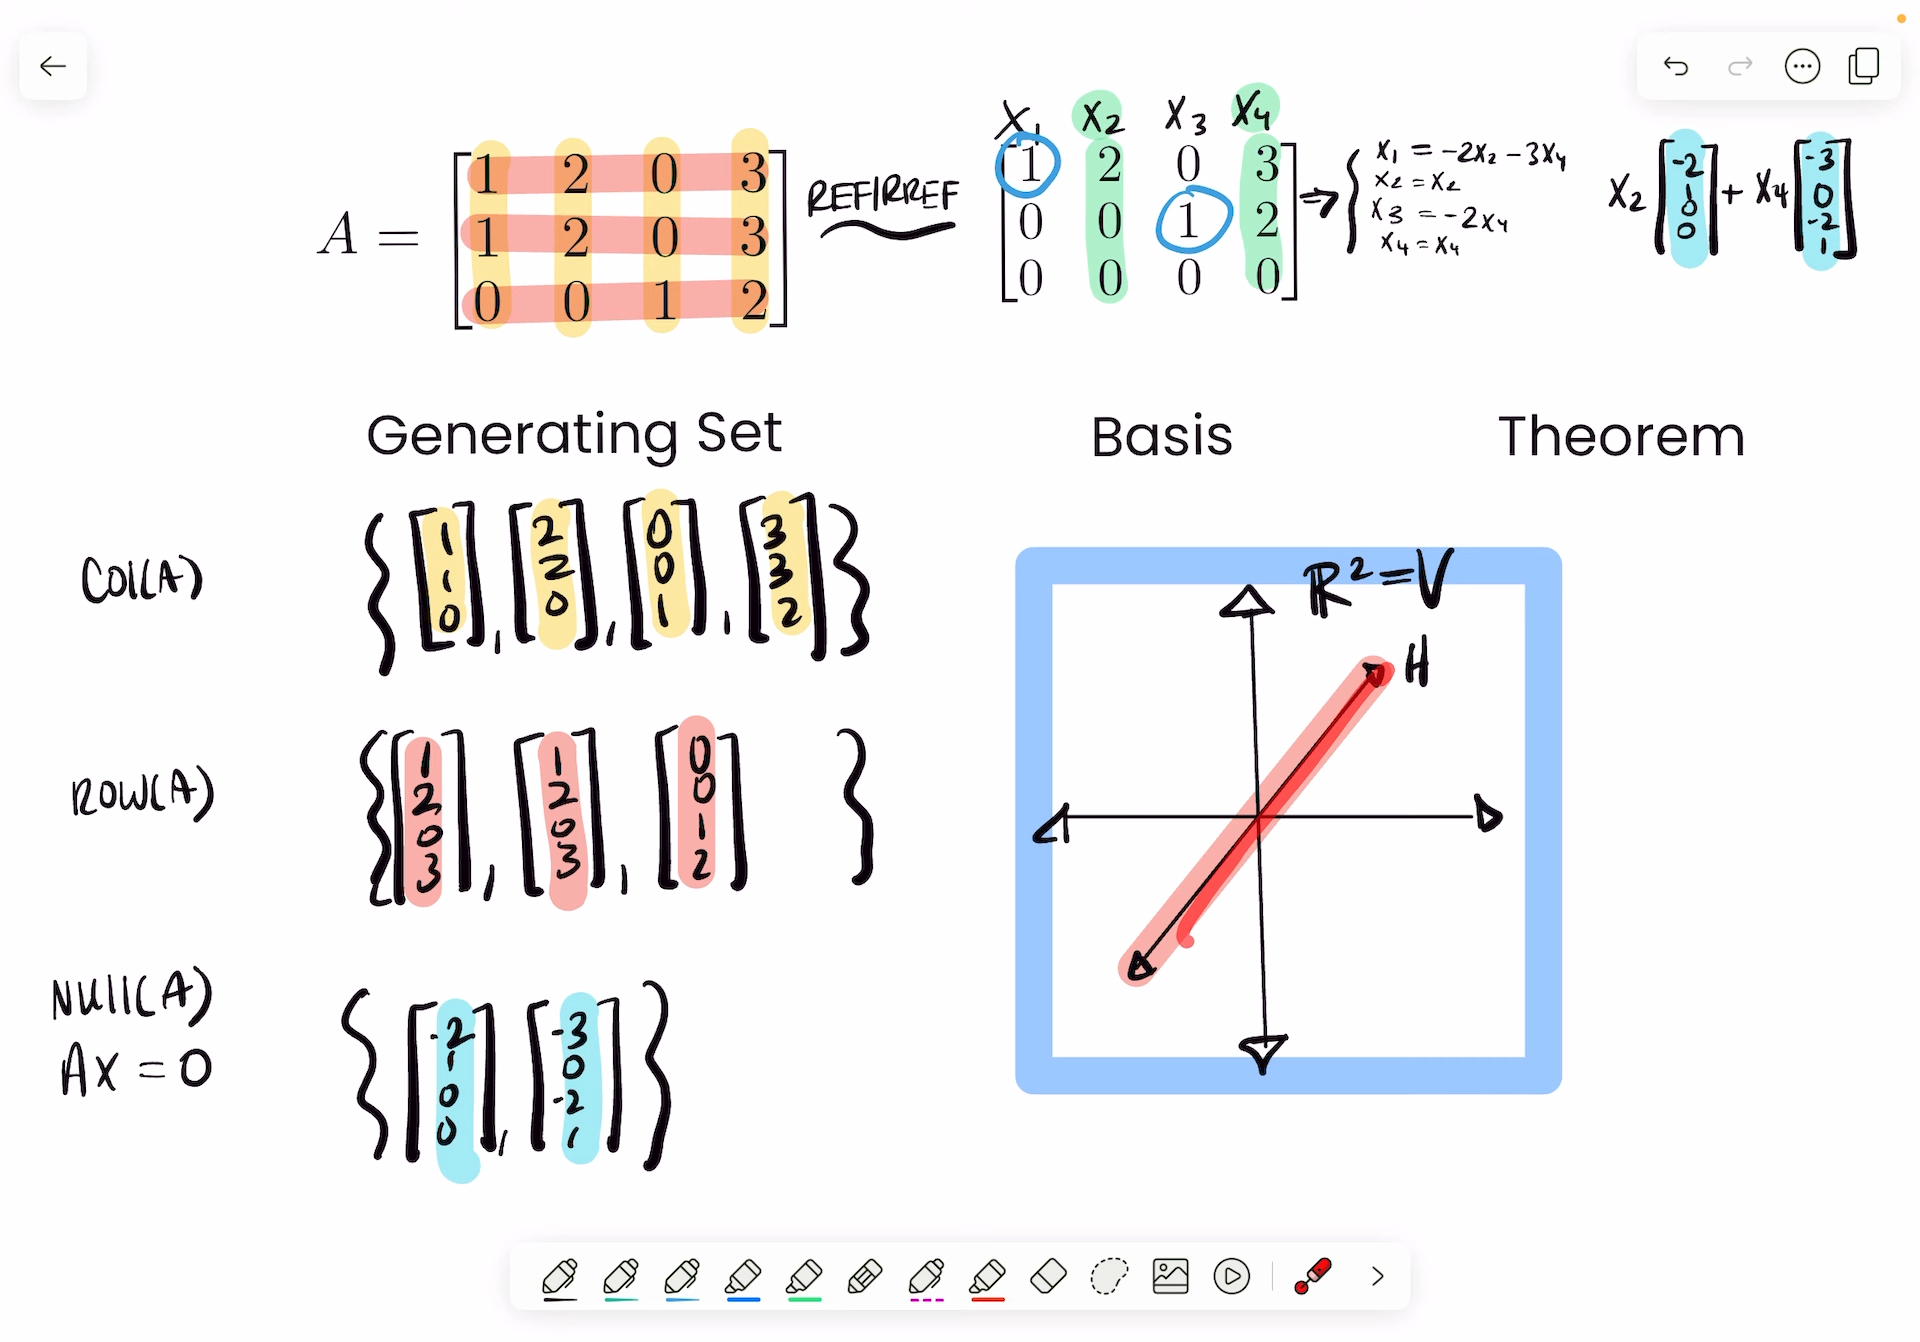 X₁ X₂ X₃ X₄
A = [1 2 0 3
1 2 0 3
0 0 1 2]
REF/RREF
[1 2 0 3
0 0 1 2
0 0 0 0]
⇒ { X₁ = -2X₂ - 3X₄
X₂ = X₂
X₃ = -2X₄
X₄ = X₄
X₂ [-2 1 0 0] + X₄ [-3 0 -2 1]
Generating Set Basis Theorem
COl(A) { [1 1 0], [2 2 0], [0 0 1], [3 3 2] }
ROW(A) { [1 2 0 3], [1 2 0 3], [0 0 1 2] }
NUll(A)
AX = 0
{ [-2 1 0 0], [-3 0 -2 1] }
ℝ² = V
H